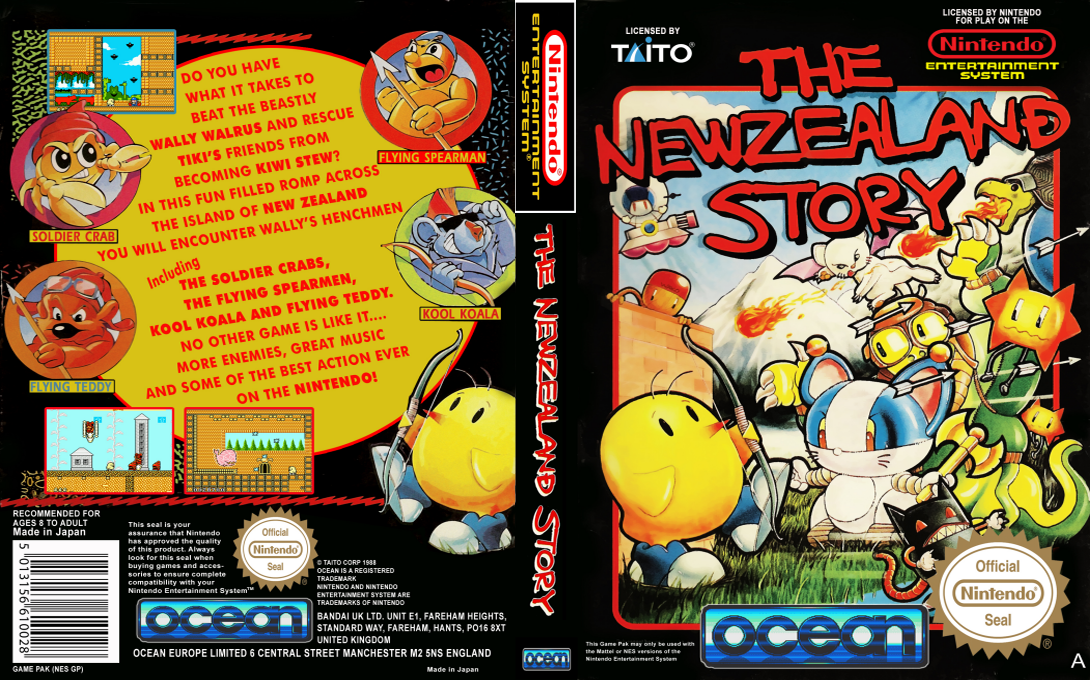 DO YOU HAVE
WHAT IT TAKES TO
BEAT THE BEASTLY
WALLY WALRUS AND RESCUE
TIKI'S FRIENDS FROM
BECOMING KIWI STEW?
IN THIS FUN FILLED ROMP ACROSS
THE ISLAND OF NEW ZEALAND
YOU WILL ENCOUNTER WALLY'S HENCHMEN
Including
THE SOLDIER CRABS,
THE FLYING SPEARMEN,
KOOL KOALA AND FLYING TEDDY.
NO OTHER GAME IS LIKE IT....
MORE ENEMIES, GREAT MUSIC
AND SOME OF THE BEST ACTION EVER
ON THE NINTENDO!
FLYING SPEARMAN
SOLDIER CRAB
KOOL KOALA
FLYING TEDDY
RECOMMENDED FOR
AGES 8 TO ADULT
Made in Japan
5 013156 610028
GAME PAK (NES GP)
This seal is your
assurance that Nintendo
has approved the quality
of this product. Always
look for this seal when
buying games and acces-
sories to ensure complete
compatibility with your
Nintendo Entertainment System™
Official
Nintendo
Seal
®
© TAITO CORP 1988
OCEAN IS A REGISTERED
TRADEMARK
NINTENDO AND NINTENDO
ENTERTAINMENT SYSTEM ARE
TRADEMARKS OF NINTENDO
ocean
BANDAI UK LTD. UNIT E1, FAREHAM HEIGHTS,
STANDARD WAY, FAREHAM, HANTS, PO16 8XT
UNITED KINGDOM
OCEAN EUROPE LIMITED 6 CENTRAL STREET MANCHESTER M2 5NS ENGLAND
Made in Japan
Nintendo®
ENTERTAINMENT
SYSTEM®
THE NEWZEALAND STORY
ocean
LICENSED BY
TAITO®
LICENSED BY NINTENDO
FOR PLAY ON THE
Nintendo®
ENTERTAINMENT
SYSTEM
THE
NEWZEALAND
STORY
This Game Pak may only be used with
the Mattel or NES versions of the
Nintendo Entertainment System
ocean
Official
Nintendo
Seal
®
A